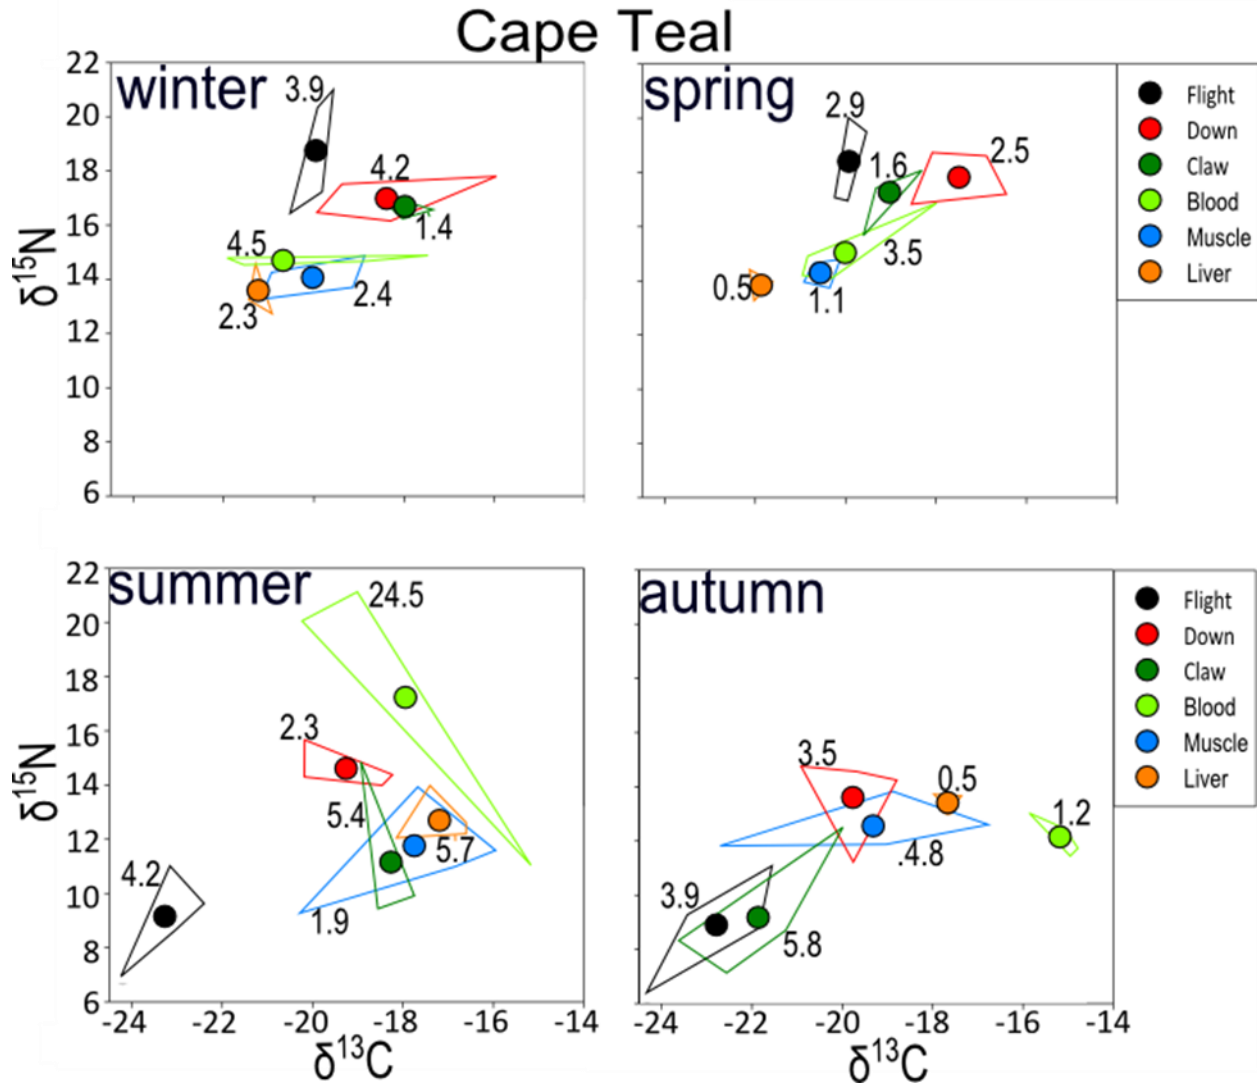 Cape Teal
winter
spring
22
20
18
16
14
12
10
8
6
δ15N
3.9
4.2
1.4
4.5
2.4
2.3
2.9
1.6
2.5
3.5
0.5
1.1
Flight
Down
Claw
Blood
Muscle
Liver
summer
autumn
22
20
18
16
14
12
10
8
6
δ15N
24.5
2.3
5.4
5.7
4.2
1.9
3.5
0.5
1.2
.4.8
3.9
5.8
Flight
Down
Claw
Blood
Muscle
Liver
-24 -22 -20 -18 -16 -14
δ13C
-24 -22 -20 -18 -16 -14
δ13C